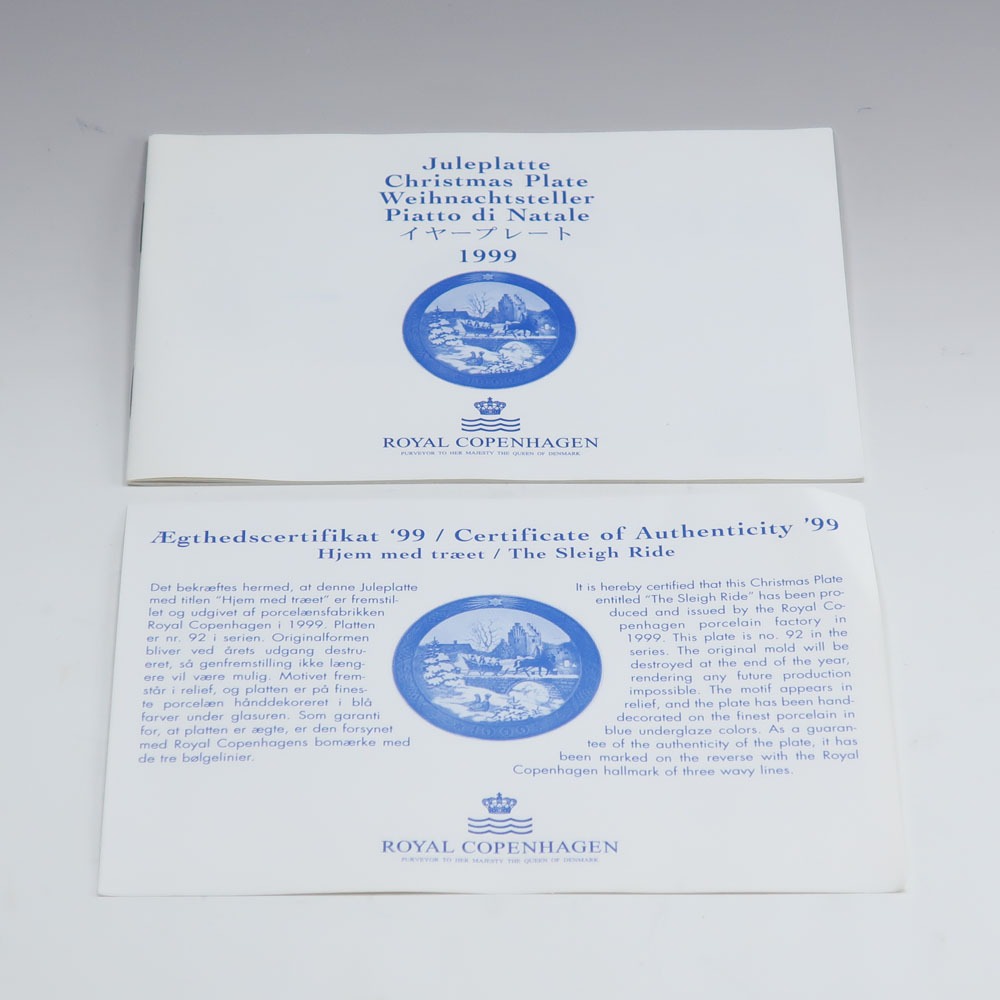 Juleplatte
Christmas Plate
Weihnachtsteller
Piatto di Natale
イヤープレート
1999
ROYAL COPENHAGEN
PURVEYOR TO HER MAJESTY THE QUEEN OF DENMARK
Ægthedscertifikat '99 / Certificate of Authenticity '99
Hjem med træet / The Sleigh Ride
Det bekræftes hermed, at denne Juleplatte
med titlen "Hjem med træet" er fremstil-
let og udgivet af porcelænsfabrikken
Royal Copenhagen i 1999. Platten
er nr. 92 i serien. Originalformen
bliver ved årets udgang destru-
eret, så genfremstilling ikke læng-
ere vil være mulig. Motivet frem-
står i relief, og platten er på fines-
te porcelæn hånddekoreret i blå
farver under glasuren. Som garanti
for, at platten er ægte, er den forsynet
med Royal Copenhagens bomærke med
de tre bølgelinier.
It is hereby certified that this Christmas Plate
entitled "The Sleigh Ride" has been pro-
duced and issued by the Royal Co-
penhagen porcelain factory in
1999. This plate is no. 92 in the
series. The original mold will be
destroyed at the end of the year,
rendering any future production
impossible. The motif appears in
relief, and the plate has been hand-
decorated on the finest porcelain in
blue underglaze colors. As a guaran-
tee of the authenticity of the plate, it has
been marked on the reverse with the Royal
Copenhagen hallmark of three wavy lines.
1999
ROYAL COPENHAGEN
PURVEYOR TO HER MAJESTY THE QUEEN OF DENMARK